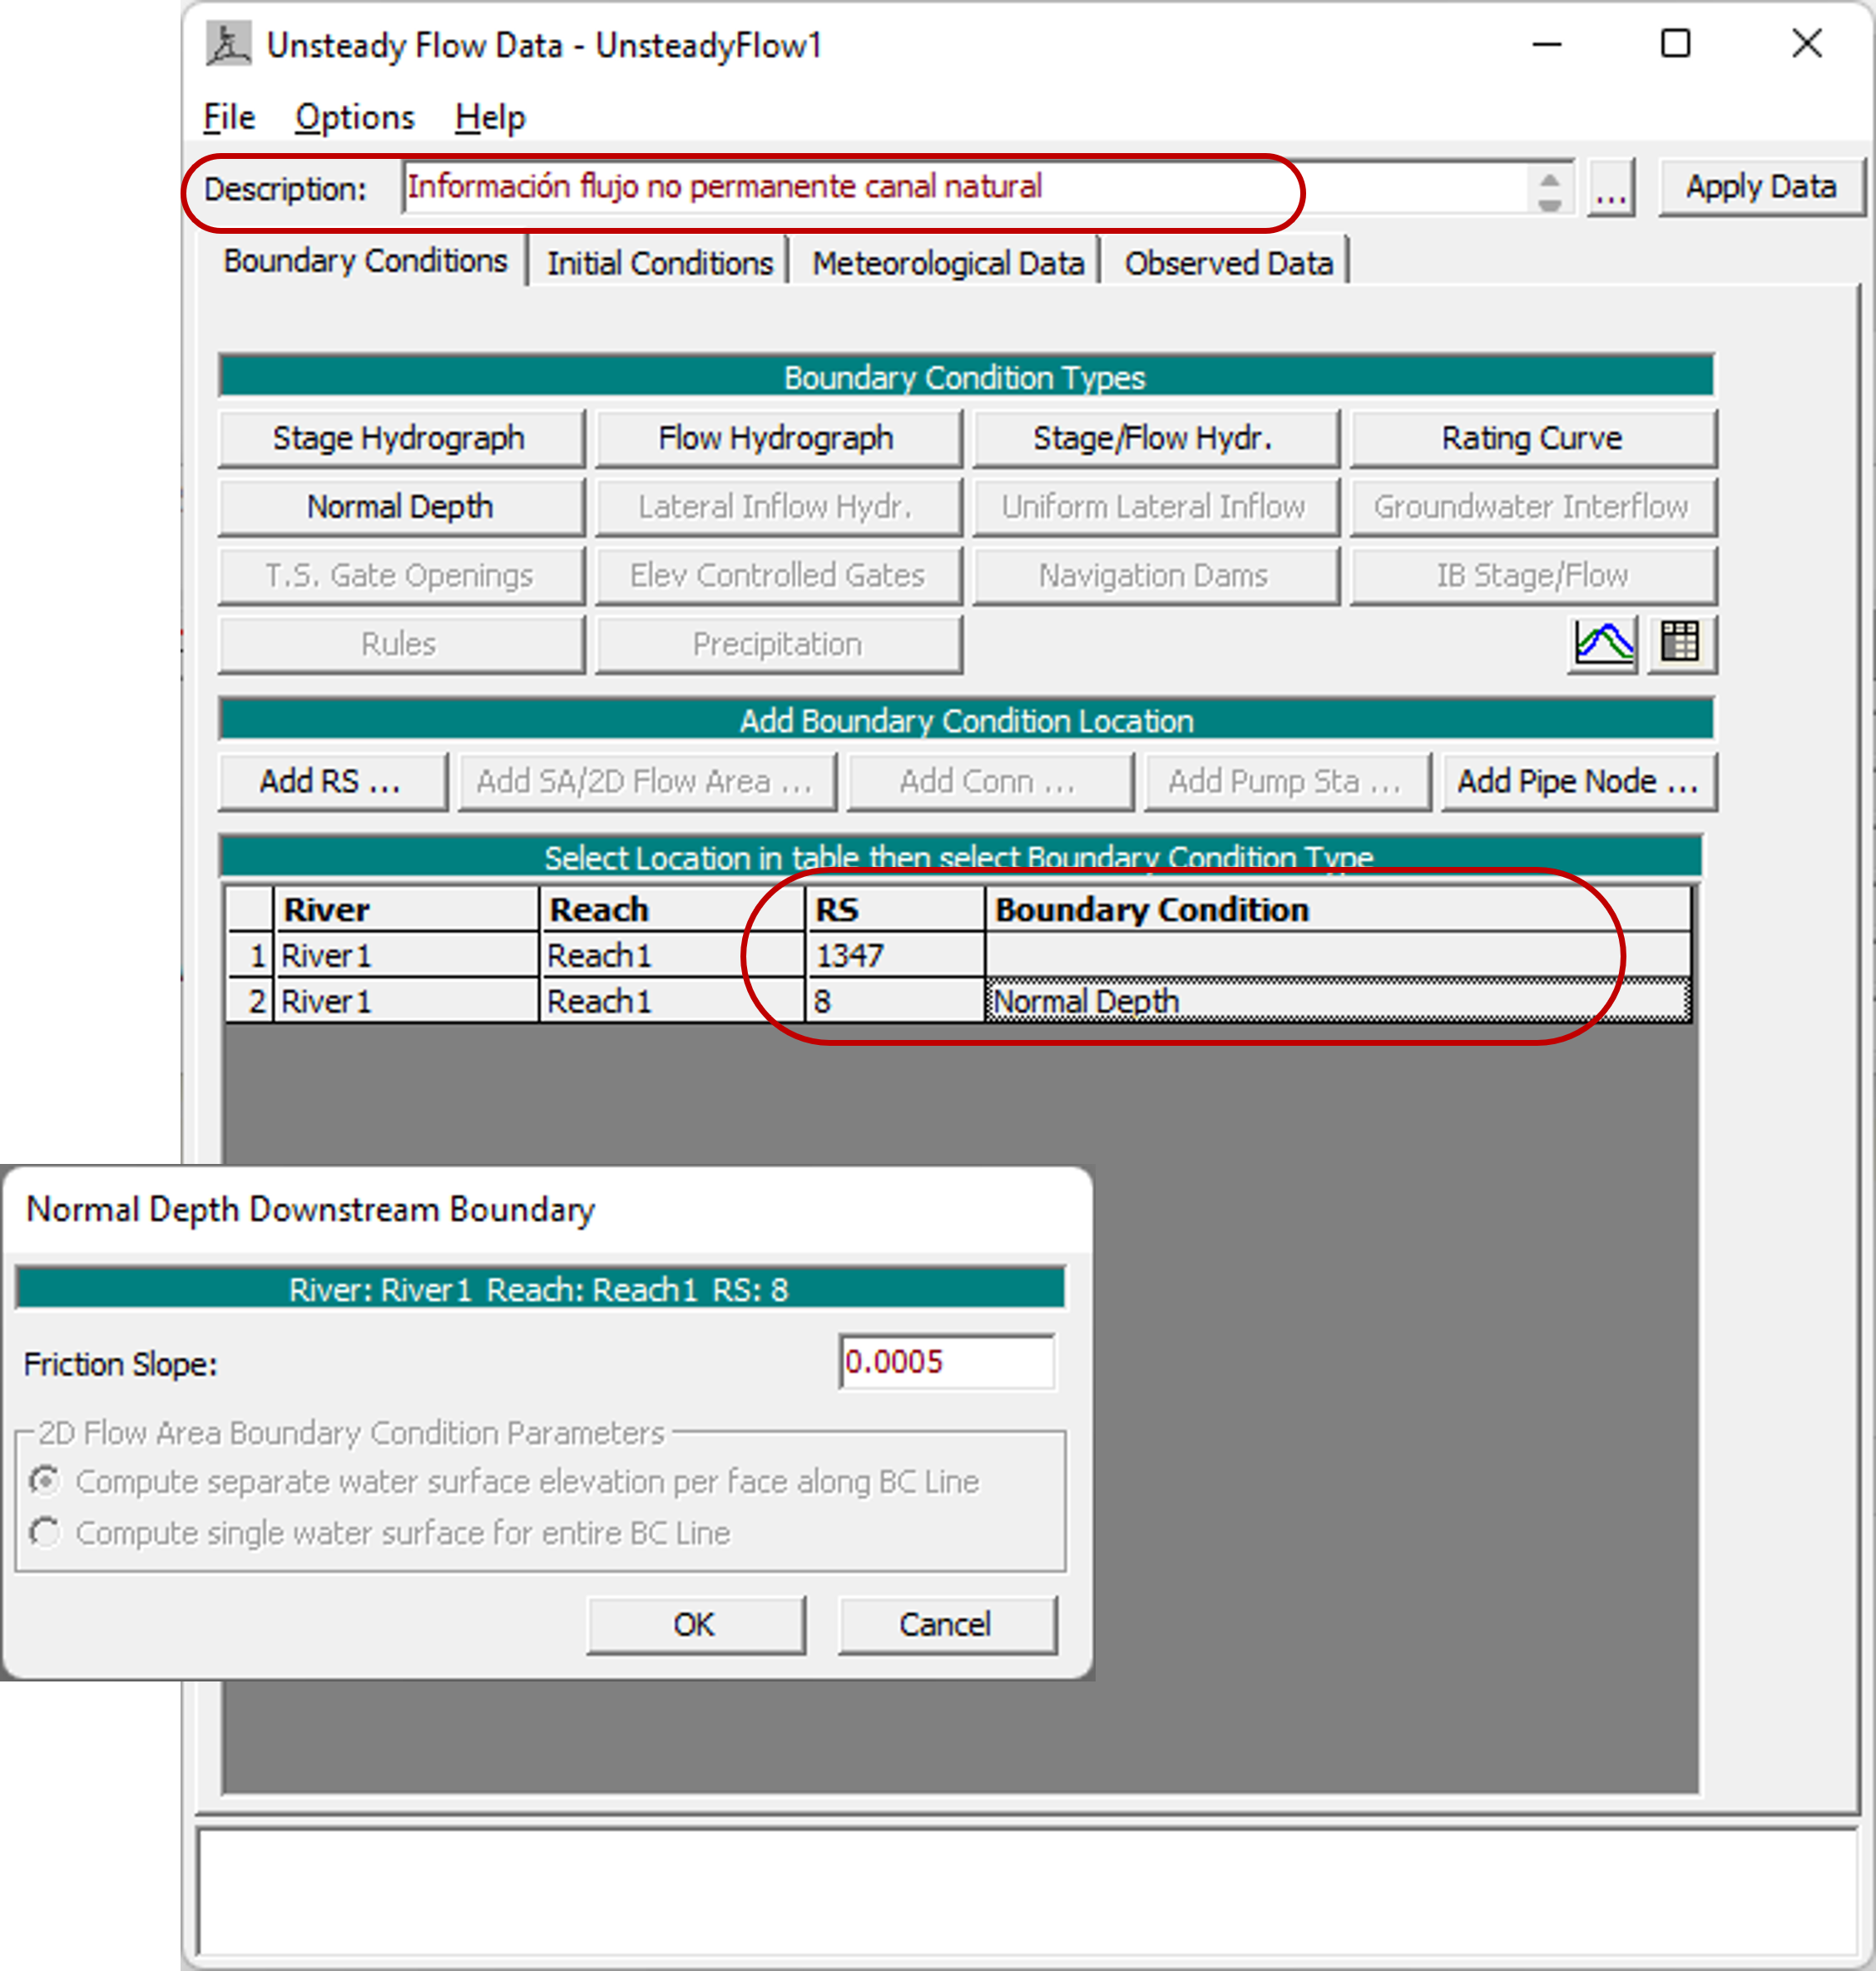 Unsteady Flow Data - UnsteadyFlow1
File Options Help
Description: Información flujo no permanente canal natural ... Apply Data
Boundary Conditions Initial Conditions Meteorological Data Observed Data
Boundary Condition Types
Stage Hydrograph Flow Hydrograph Stage/Flow Hydr. Rating Curve
Normal Depth Lateral Inflow Hydr. Uniform Lateral Inflow Groundwater Interflow
T.S. Gate Openings Elev Controlled Gates Navigation Dams IB Stage/Flow
Rules Precipitation
Add Boundary Condition Location
Add RS ... Add SA/2D Flow Area ... Add Conn ... Add Pump Sta ... Add Pipe Node ...
Select Location in table then select Boundary Condition Type
River Reach RS Boundary Condition
1 River1 Reach1 1347
2 River1 Reach1 8 Normal Depth
Normal Depth Downstream Boundary
River: River1 Reach: Reach1 RS: 8
Friction Slope: 0.0005
2D Flow Area Boundary Condition Parameters
Compute separate water surface elevation per face along BC Line
Compute single water surface for entire BC Line
OK Cancel